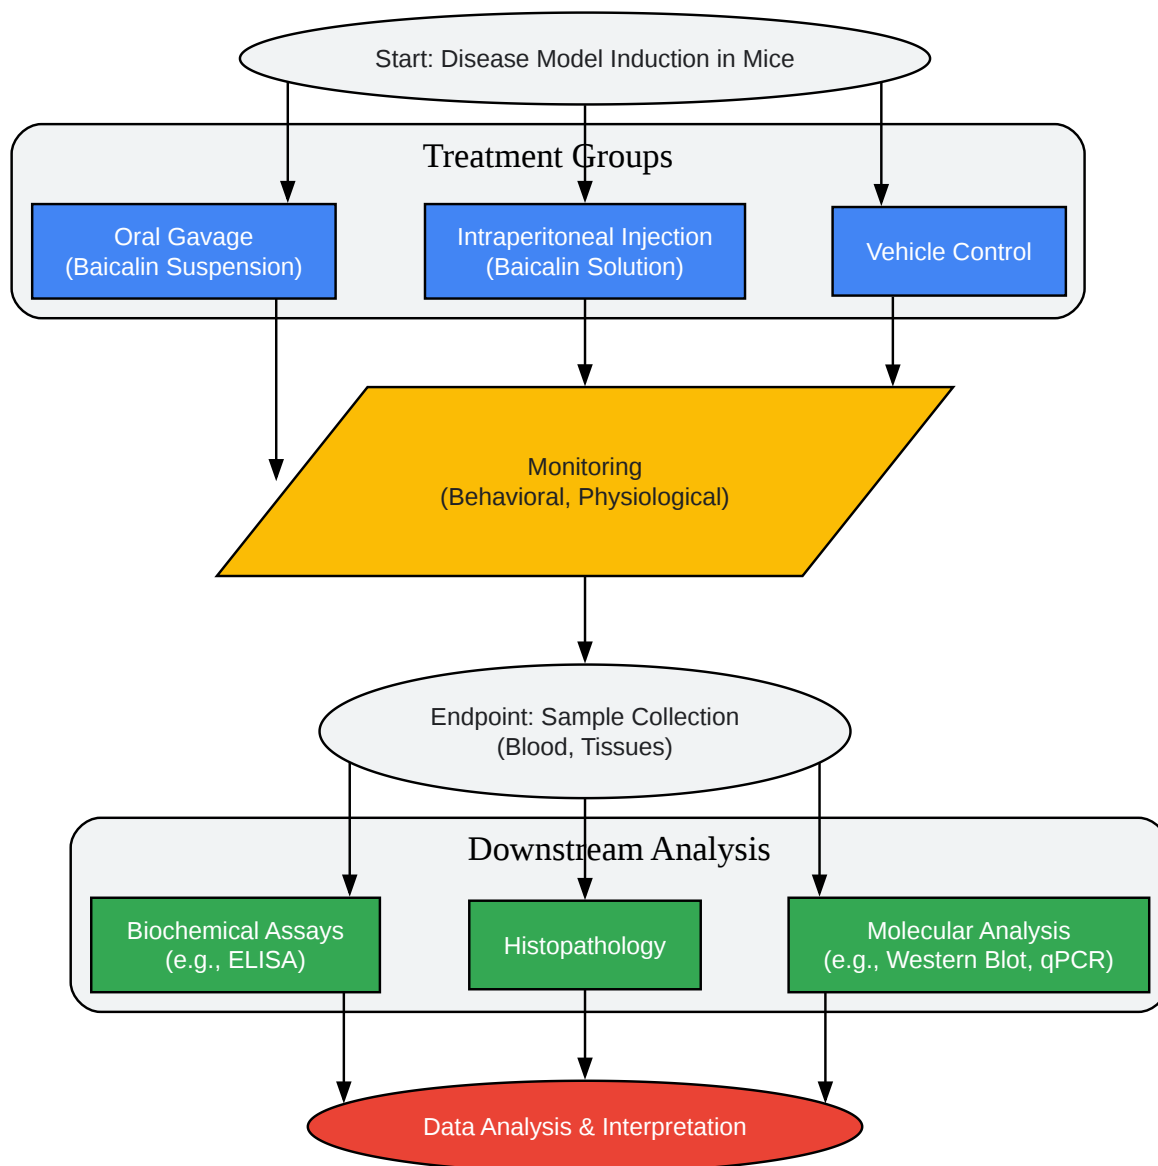 Start: Disease Model Induction in Mice
Treatment Groups
Oral Gavage
(Baicalin Suspension)
Intraperitoneal Injection
(Baicalin Solution)
Vehicle Control
Monitoring
(Behavioral, Physiological)
Endpoint: Sample Collection
(Blood, Tissues)
Downstream Analysis
Biochemical Assays
(e.g., ELISA)
Histopathology
Molecular Analysis
(e.g., Western Blot, qPCR)
Data Analysis & Interpretation